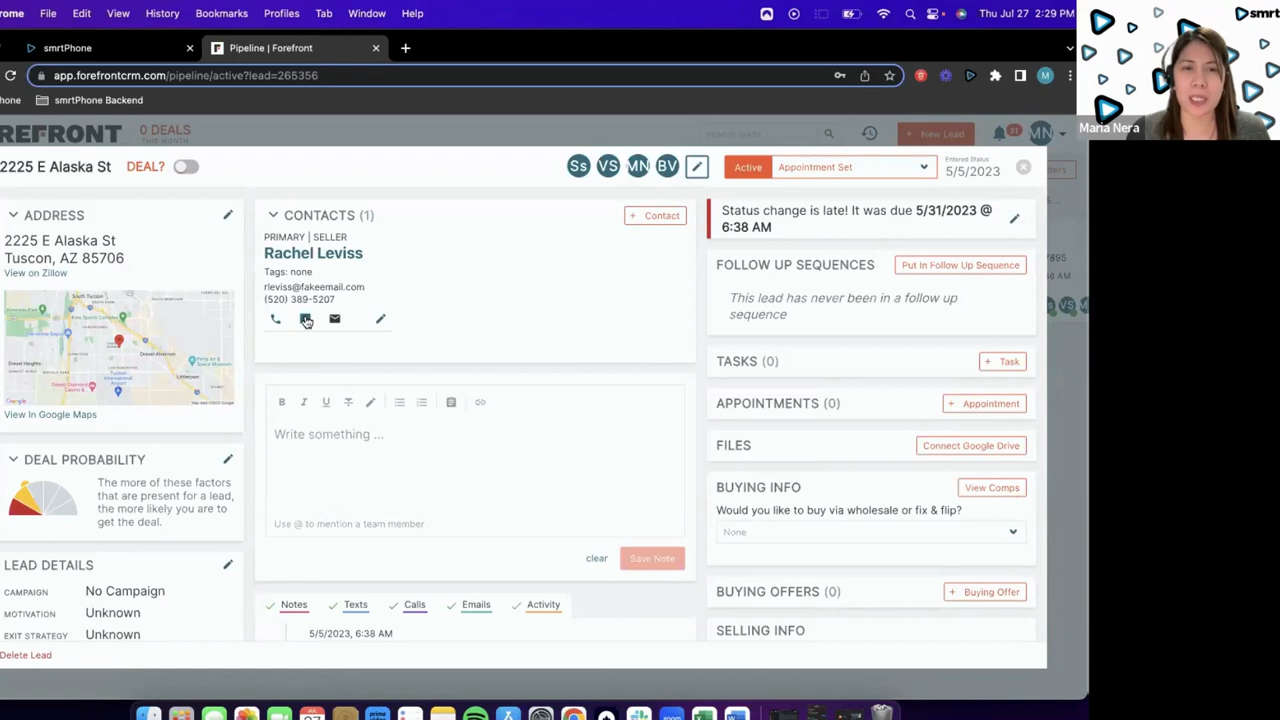 rome File Edit View History Bookmarks Profiles Tab Window Help Thu Jul 27 2:29 PM
smrtPhone
Pipeline | Forefront
app.forefrontcrm.com/pipeline/active?lead=265356
M
hone smrtPhone Backend
smrt
Maria Nera
REFRONT
0 DEALS
THIS MONTH
Search leads
+ New Lead
31
MN
2225 E Alaska St DEAL?
Ss VS MN BV
Active Appointment Set
Entered Status
5/5/2023
ADDRESS
2225 E Alaska St
Tuscon, AZ 85706
View on Zillow
Google
View In Google Maps
DEAL PROBABILITY
The more of these factors
that are present for a lead,
the more likely you are to
get the deal.
LEAD DETAILS
CAMPAIGN No Campaign
MOTIVATION Unknown
EXIT STRATEGY Unknown
Delete Lead
CONTACTS (1)
+ Contact
PRIMARY | SELLER
Rachel Leviss
Tags: none
rleviss@fakeemail.com
(520) 389-5207
B I U
Write something ...
Use @ to mention a team member
clear Save Note
Notes Texts Calls Emails Activity
5/5/2023, 6:38 AM
Status change is late! It was due 5/31/2023 @
6:38 AM
FOLLOW UP SEQUENCES Put In Follow Up Sequence
This lead has never been in a follow up
sequence
TASKS (0) + Task
APPOINTMENTS (0) + Appointment
FILES Connect Google Drive
BUYING INFO View Comps
Would you like to buy via wholesale or fix & flip?
None
BUYING OFFERS (0) + Buying Offer
SELLING INFO